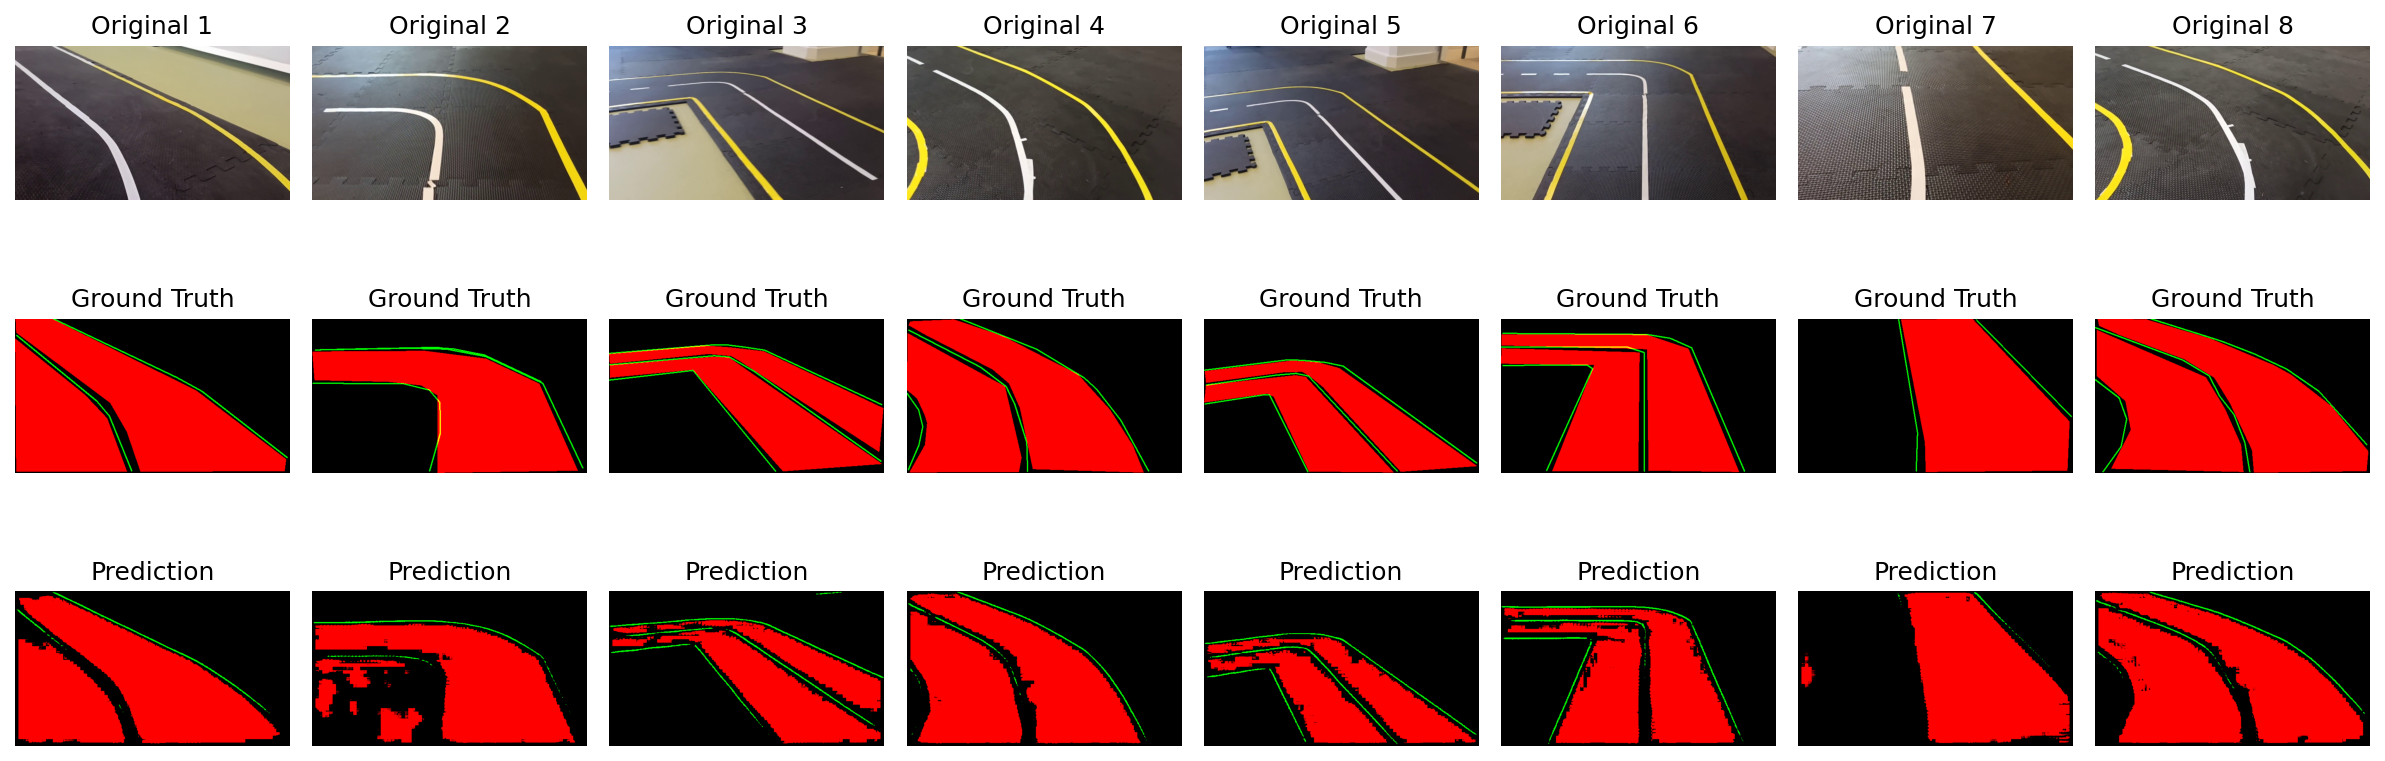 Original 1
Original 2
Original 3
Original 4
Original 5
Original 6
Original 7
Original 8
Ground Truth
Ground Truth
Ground Truth
Ground Truth
Ground Truth
Ground Truth
Ground Truth
Ground Truth
Prediction
Prediction
Prediction
Prediction
Prediction
Prediction
Prediction
Prediction